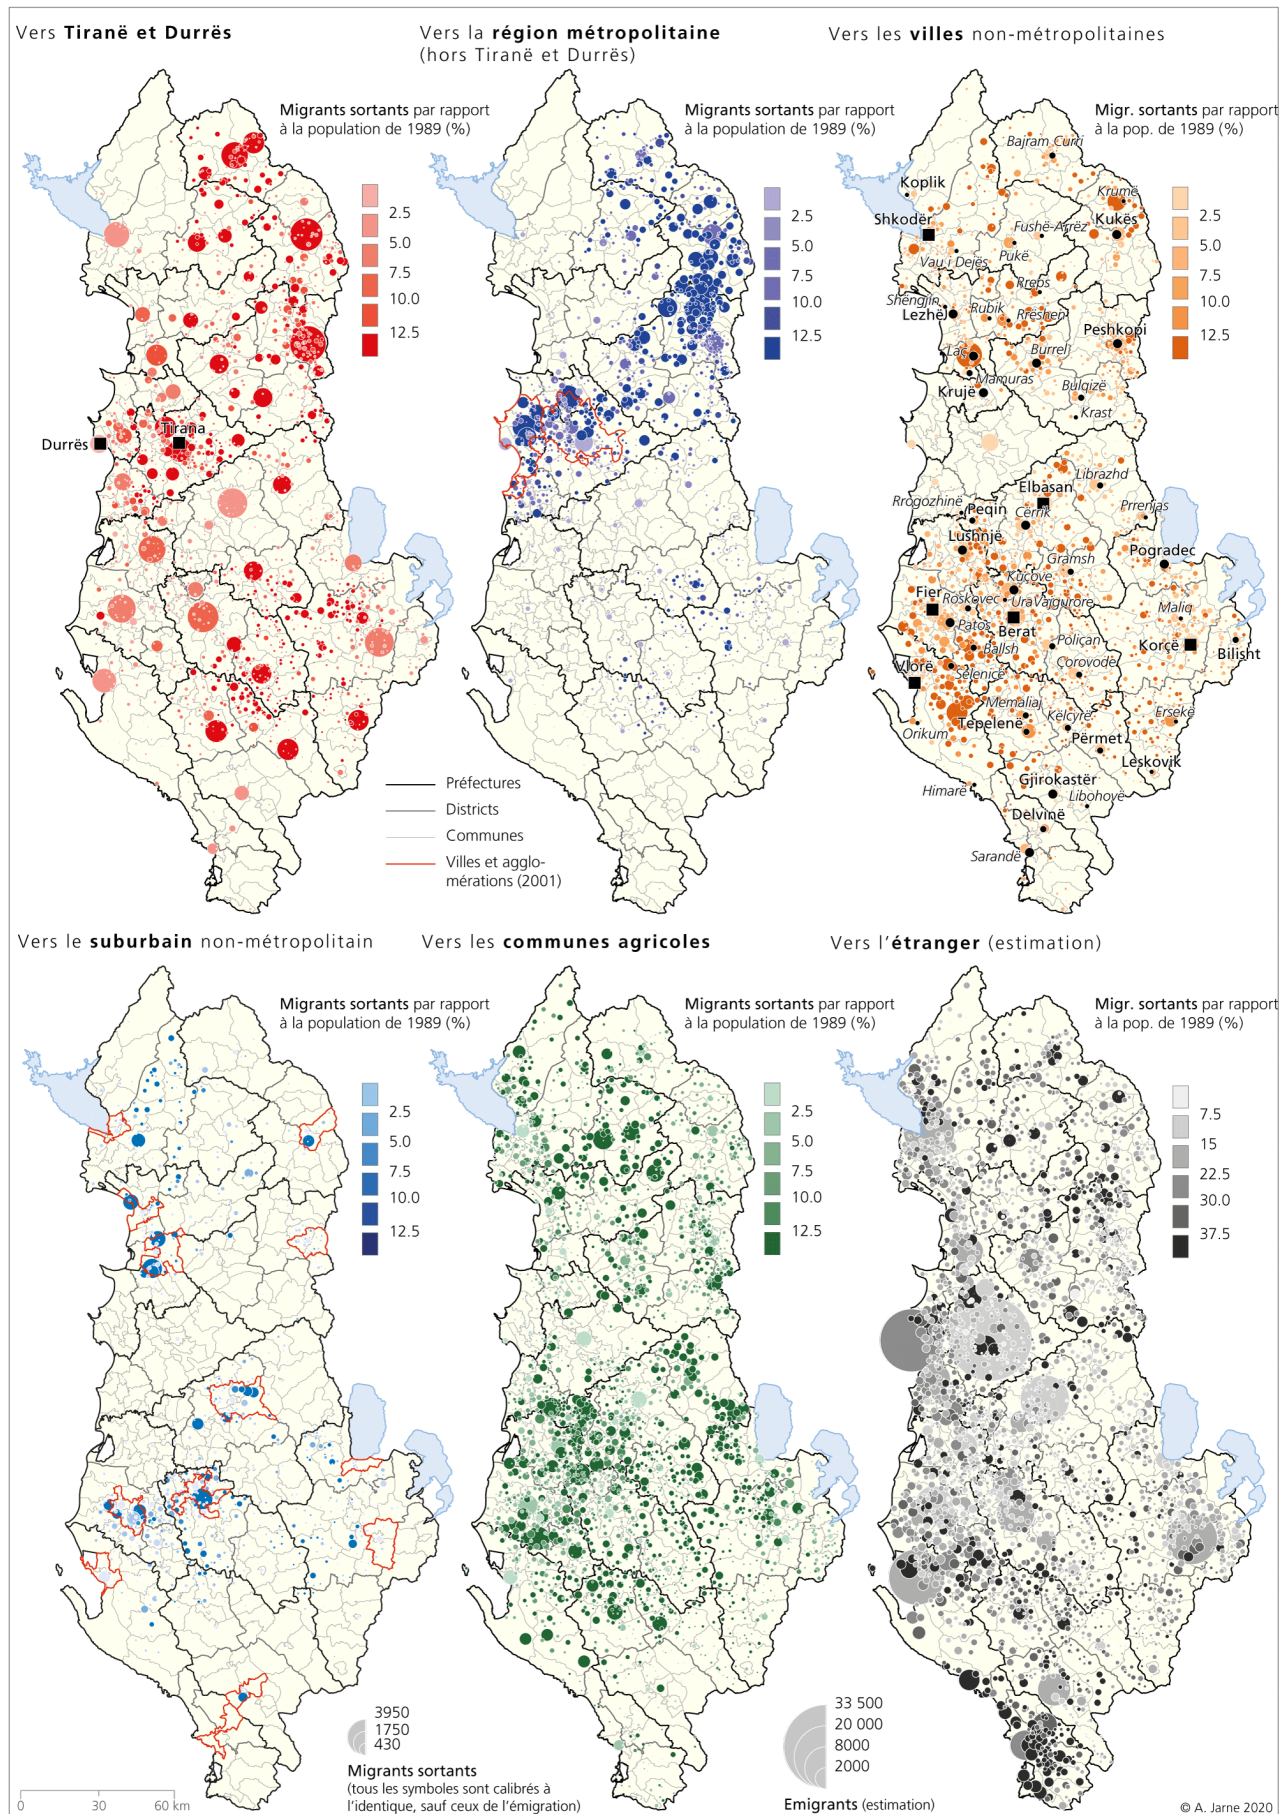 Vers Tiranë et Durrës
Vers la région métropolitaine
(hors Tiranë et Durrës)
Vers les villes non-métropolitaines
Migrants sortants par rapport
à la population de 1989 (%)
2.5
5.0
7.5
10.0
12.5
Durrës
Tirana
Migrants sortants par rapport
à la population de 1989 (%)
2.5
5.0
7.5
10.0
12.5
Préfectures
Districts
Communes
Villes et agglo-
mérations (2001)
Migr. sortants par rapport
à la pop. de 1989 (%)
2.5
5.0
7.5
10.0
12.5
Bajram Curri
Koplik
Krumë
Shkodër
Kukës
Fushë-Arrëz
Pukë
Vau i Dejës
Rreps
Shëngjin
Lezhë
Rubik
Rrëshen
Peshkopi
Laç
Burrel
Mamuras
Krujë
Bulqizë
Krast
Librazhd
Elbasan
Rrogozhinë
Peqin
Cërrik
Prrenjas
Lushnjë
Pogradec
Gramsh
Kuçovë
Fier
Roskovec
UraVajgurore
Maliq
Patos
Berat
Ballsh
Poliçan
Korçë
Bilisht
Vlorë
Selenicë
Çorovodë
Memaliaj
Tepelenë
Këlcyrë
Ersekë
Orikum
Përmet
Leskovik
Himarë
Gjirokastër
Libohovë
Delvinë
Sarandë
Vers le suburbain non-métropolitain
Vers les communes agricoles
Vers l'étranger (estimation)
Migrants sortants par rapport
à la population de 1989 (%)
2.5
5.0
7.5
10.0
12.5
Migrants sortants par rapport
à la population de 1989 (%)
2.5
5.0
7.5
10.0
12.5
Migr. sortants par rapport
à la pop. de 1989 (%)
7.5
15
22.5
30.0
37.5
3950
1750
430
Migrants sortants
(tous les symboles sont calibrés à
l'identique, sauf ceux de l'émigration)
33 500
20 000
8000
2000
Emigrants (estimation)
0 30 60 km
© A. Jarne 2020